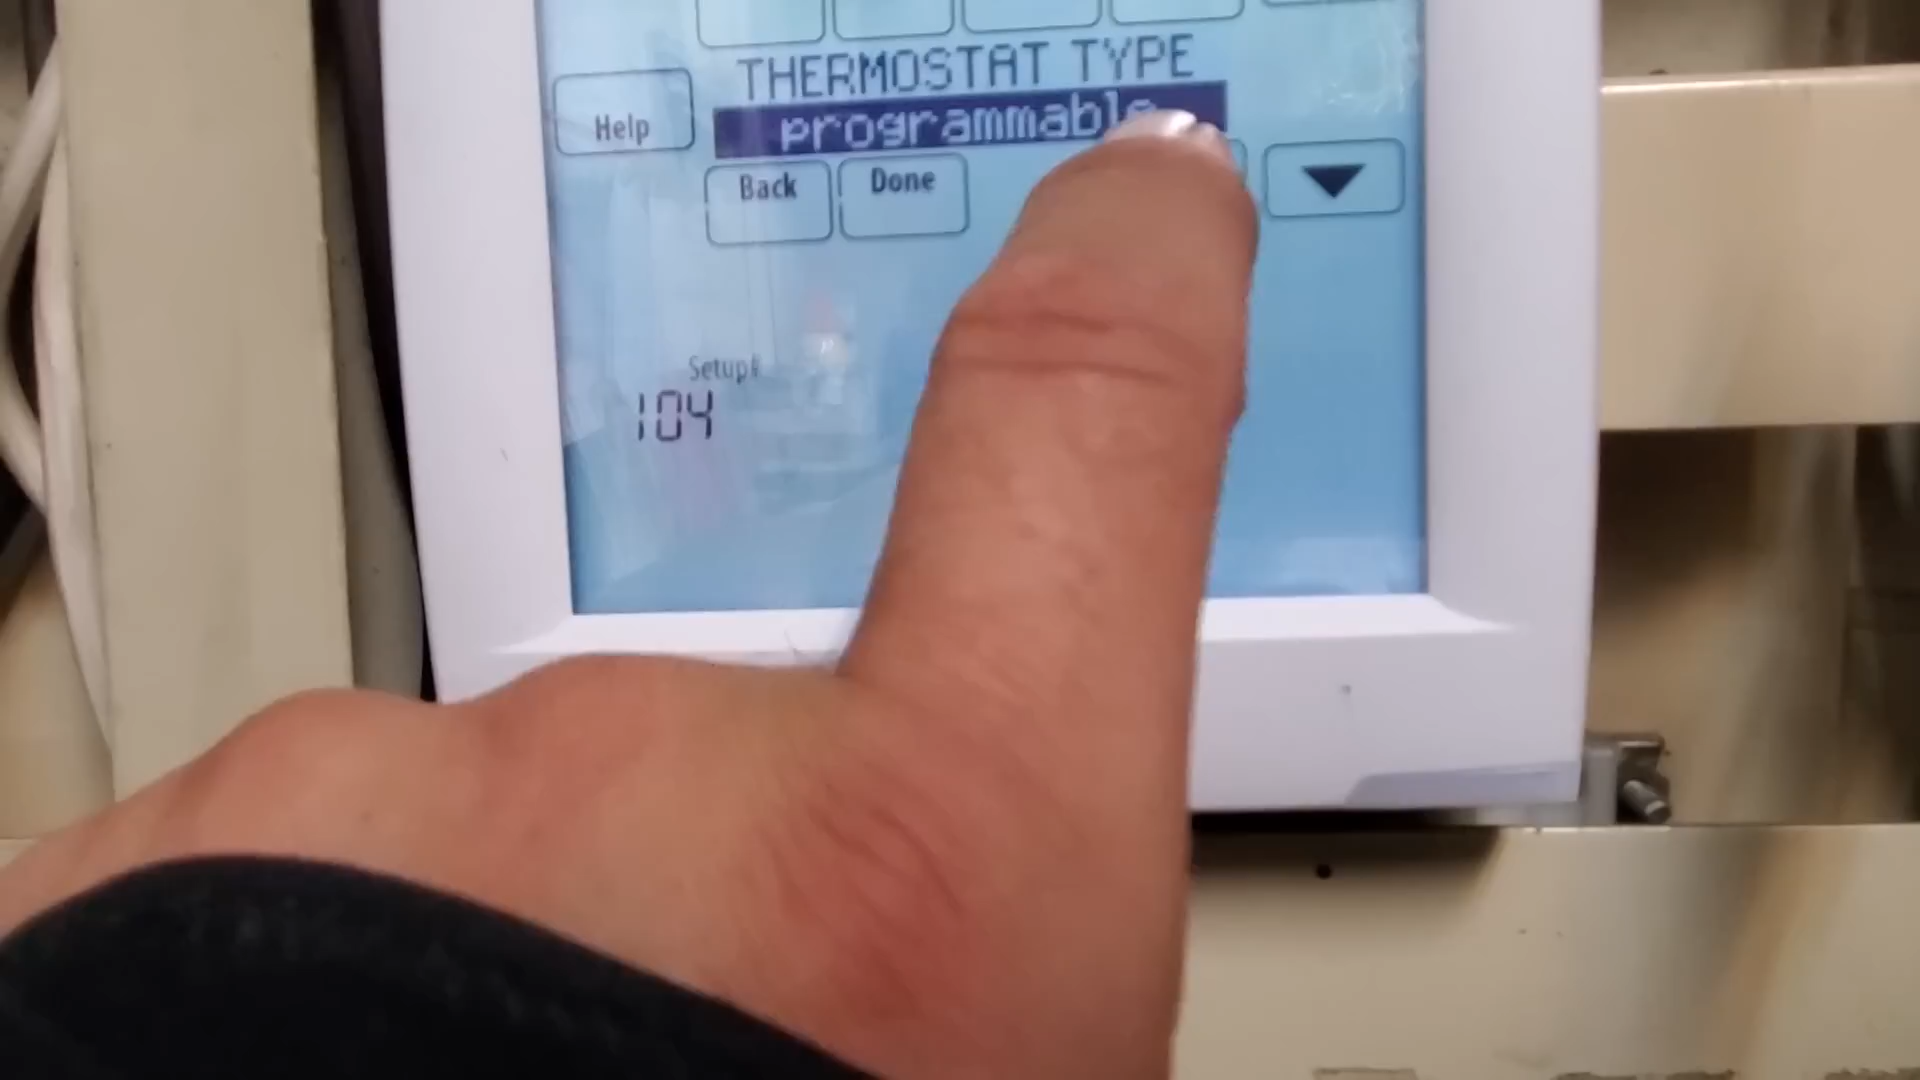 THERMOSTAT TYPE
Help
programmable
Back
Done
Setup#
104